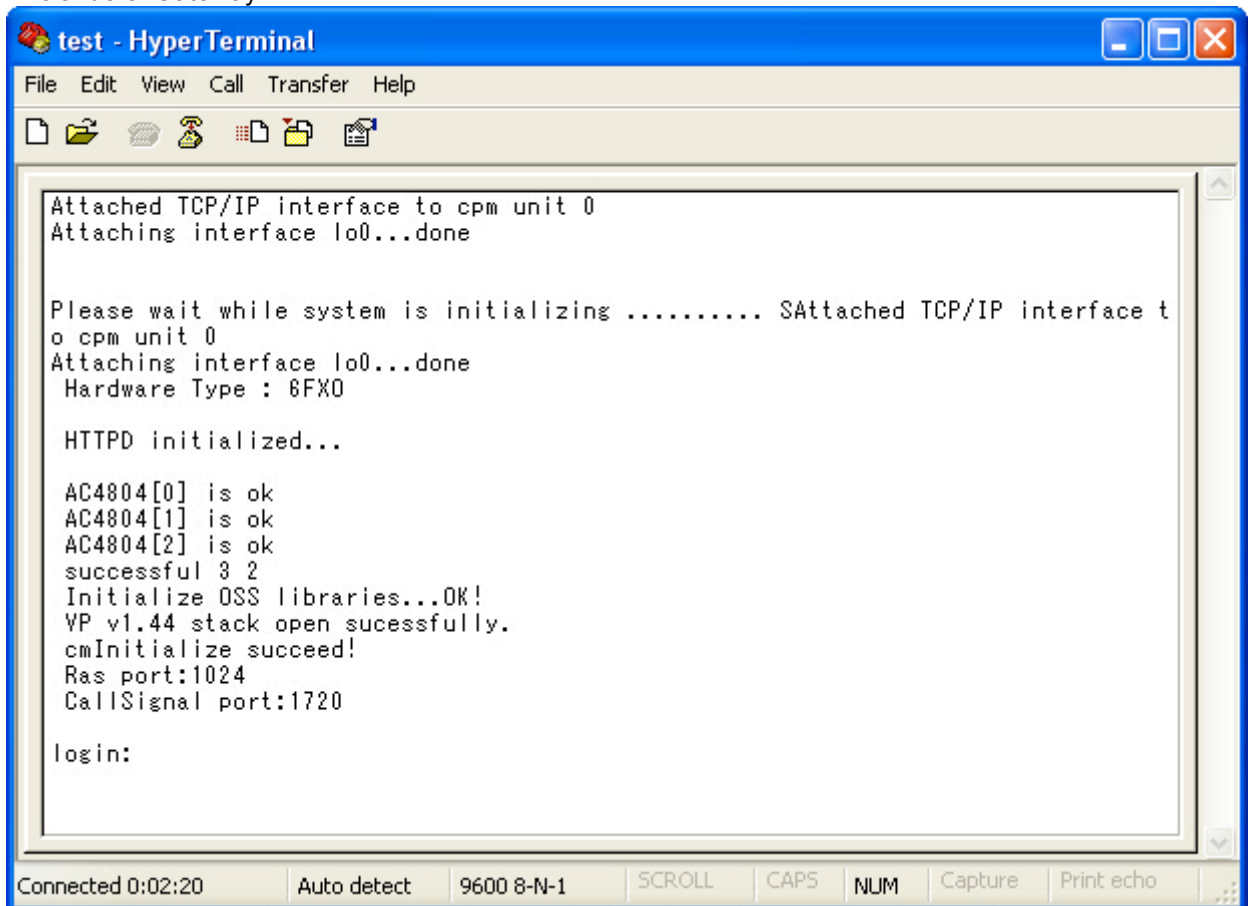 test - HyperTerminal
File Edit View Call Transfer Help
Attached TCP/IP interface to cpm unit 0
Attaching interface lo0...done
Please wait while system is initializing .......... SAttached TCP/IP interface t
o cpm unit 0
Attaching interface lo0...done
Hardware Type : 6FXO
HTTPD initialized...
AC4804[0] is ok
AC4804[1] is ok
AC4804[2] is ok
successful 3 2
Initialize OSS libraries...OK!
VP v1.44 stack open sucessfully.
cmInitialize succeed!
Ras port:1024
CallSignal port:1720
login:
Connected 0:02:20 Auto detect 9600 8-N-1 SCROLL CAPS NUM Capture Print echo